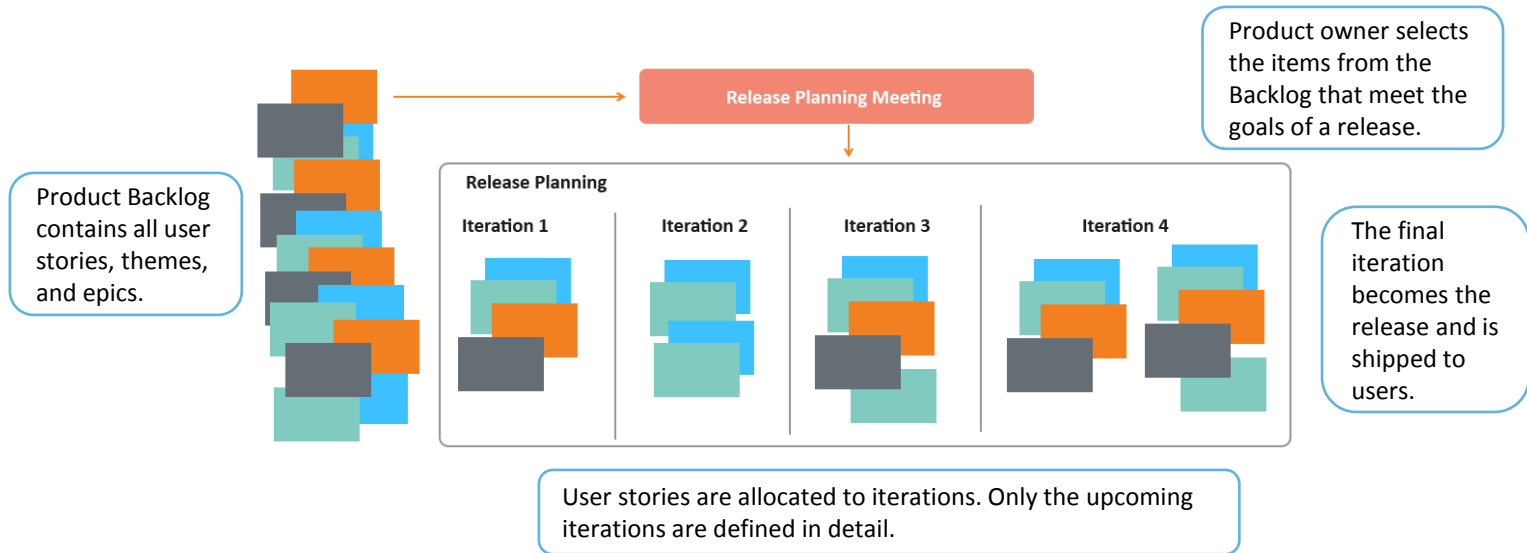 Product owner selects
the items from the
Backlog that meet the
goals of a release.
Release Planning Meeting
Product Backlog
contains all user
stories, themes,
and epics.
Release Planning
Iteration 1
Iteration 2
Iteration 3
Iteration 4
The final
iteration
becomes the
release and is
shipped to
users.
User stories are allocated to iterations. Only the upcoming
iterations are defined in detail.